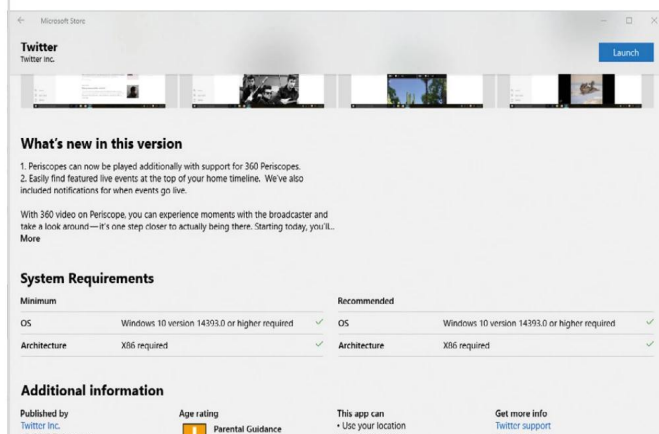 Microsoft Store
Twitter
Twitter Inc.
Launch
What's new in this version
1. Periscopes can now be played additionally with support for 360 Periscopes.
2. Easily find featured live events at the top of your home timeline. We've also
included notifications for when events go live.
With 360 video on Periscope, you can experience moments with the broadcaster and
take a look around—it's one step closer to actually being there. Starting today, you'll...
More
System Requirements
Minimum
OS Windows 10 version 14393.0 or higher required
Architecture X86 required
Recommended
OS Windows 10 version 14393.0 or higher required
Architecture X86 required
Additional information
Published by
Twitter Inc.
Age rating
Parental Guidance
This app can
• Use your location
Get more info
Twitter support